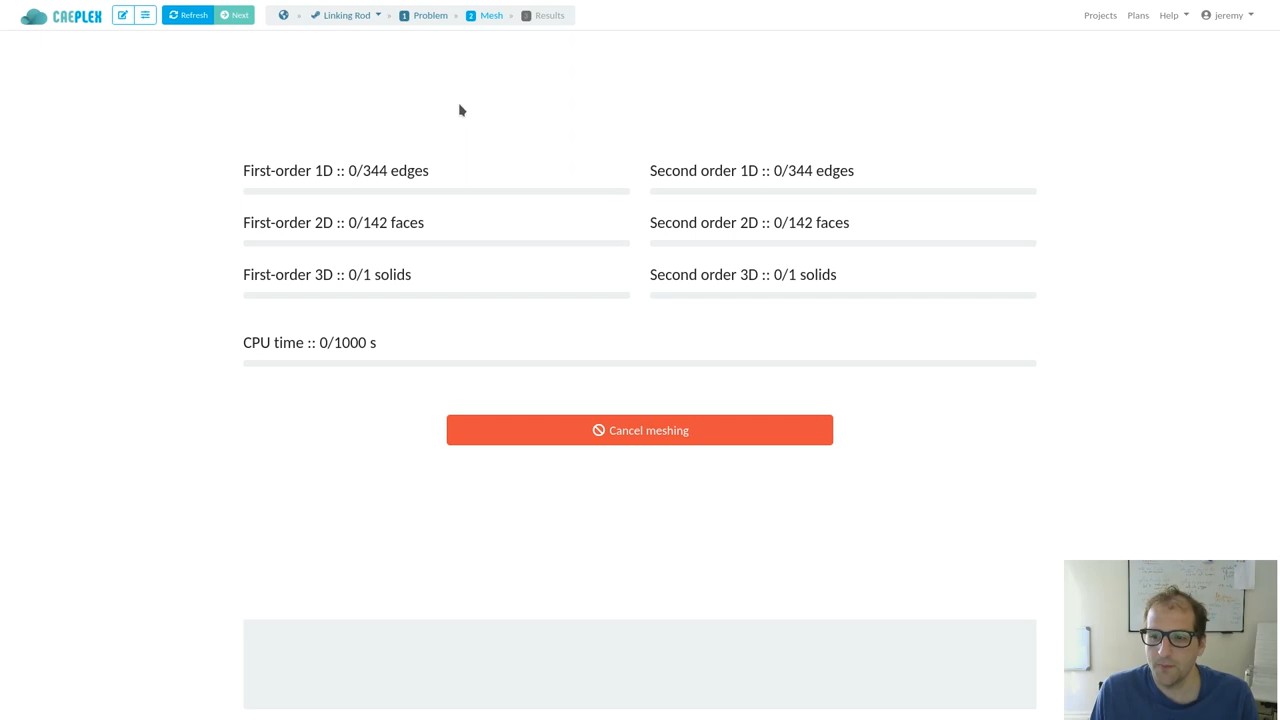 CAEPLEX Refresh Next » Linking Rod » 1 Problem » 2 Mesh » 3 Results Projects Plans Help jeremy
First-order 1D :: 0/344 edges Second order 1D :: 0/344 edges
First-order 2D :: 0/142 faces Second order 2D :: 0/142 faces
First-order 3D :: 0/1 solids Second order 3D :: 0/1 solids
CPU time :: 0/1000 s
Cancel meshing